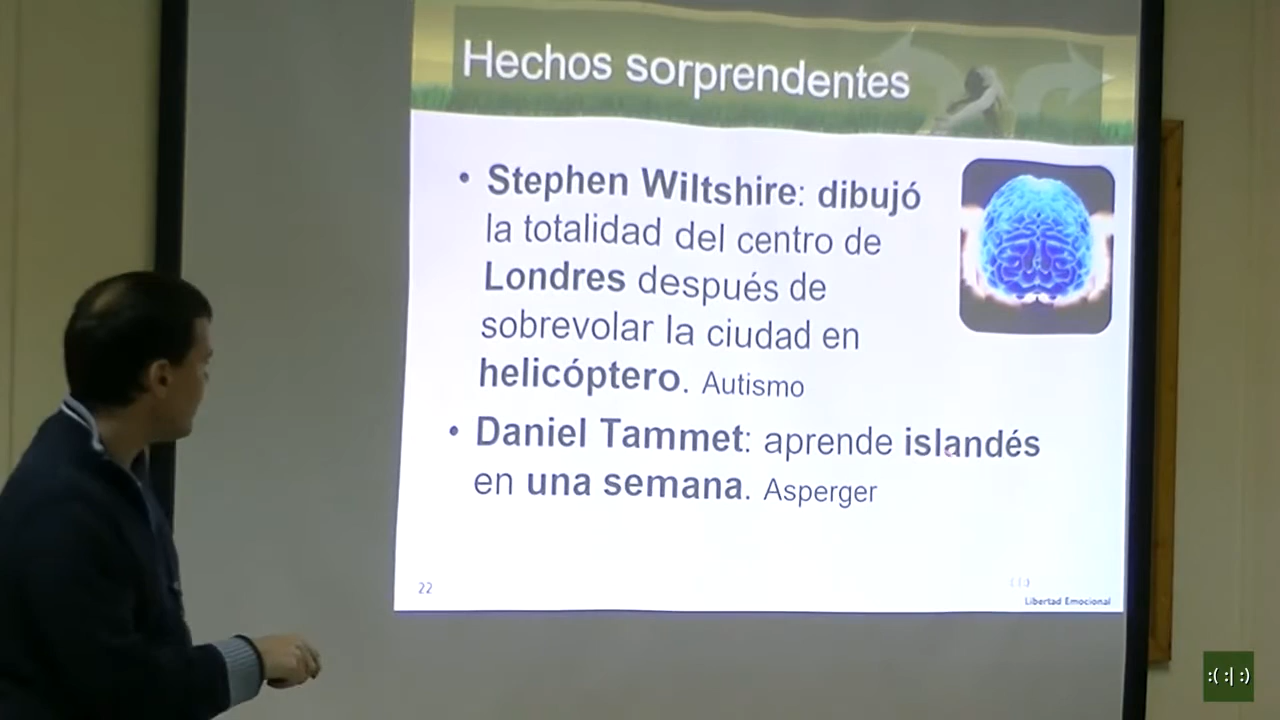 Hechos sorprendentes
• Stephen Wiltshire: dibujó
la totalidad del centro de
Londres después de
sobrevolar la ciudad en
helicóptero. Autismo
• Daniel Tammet: aprende islandés
en una semana. Asperger
22
Libertad Emocional
:( :| :)